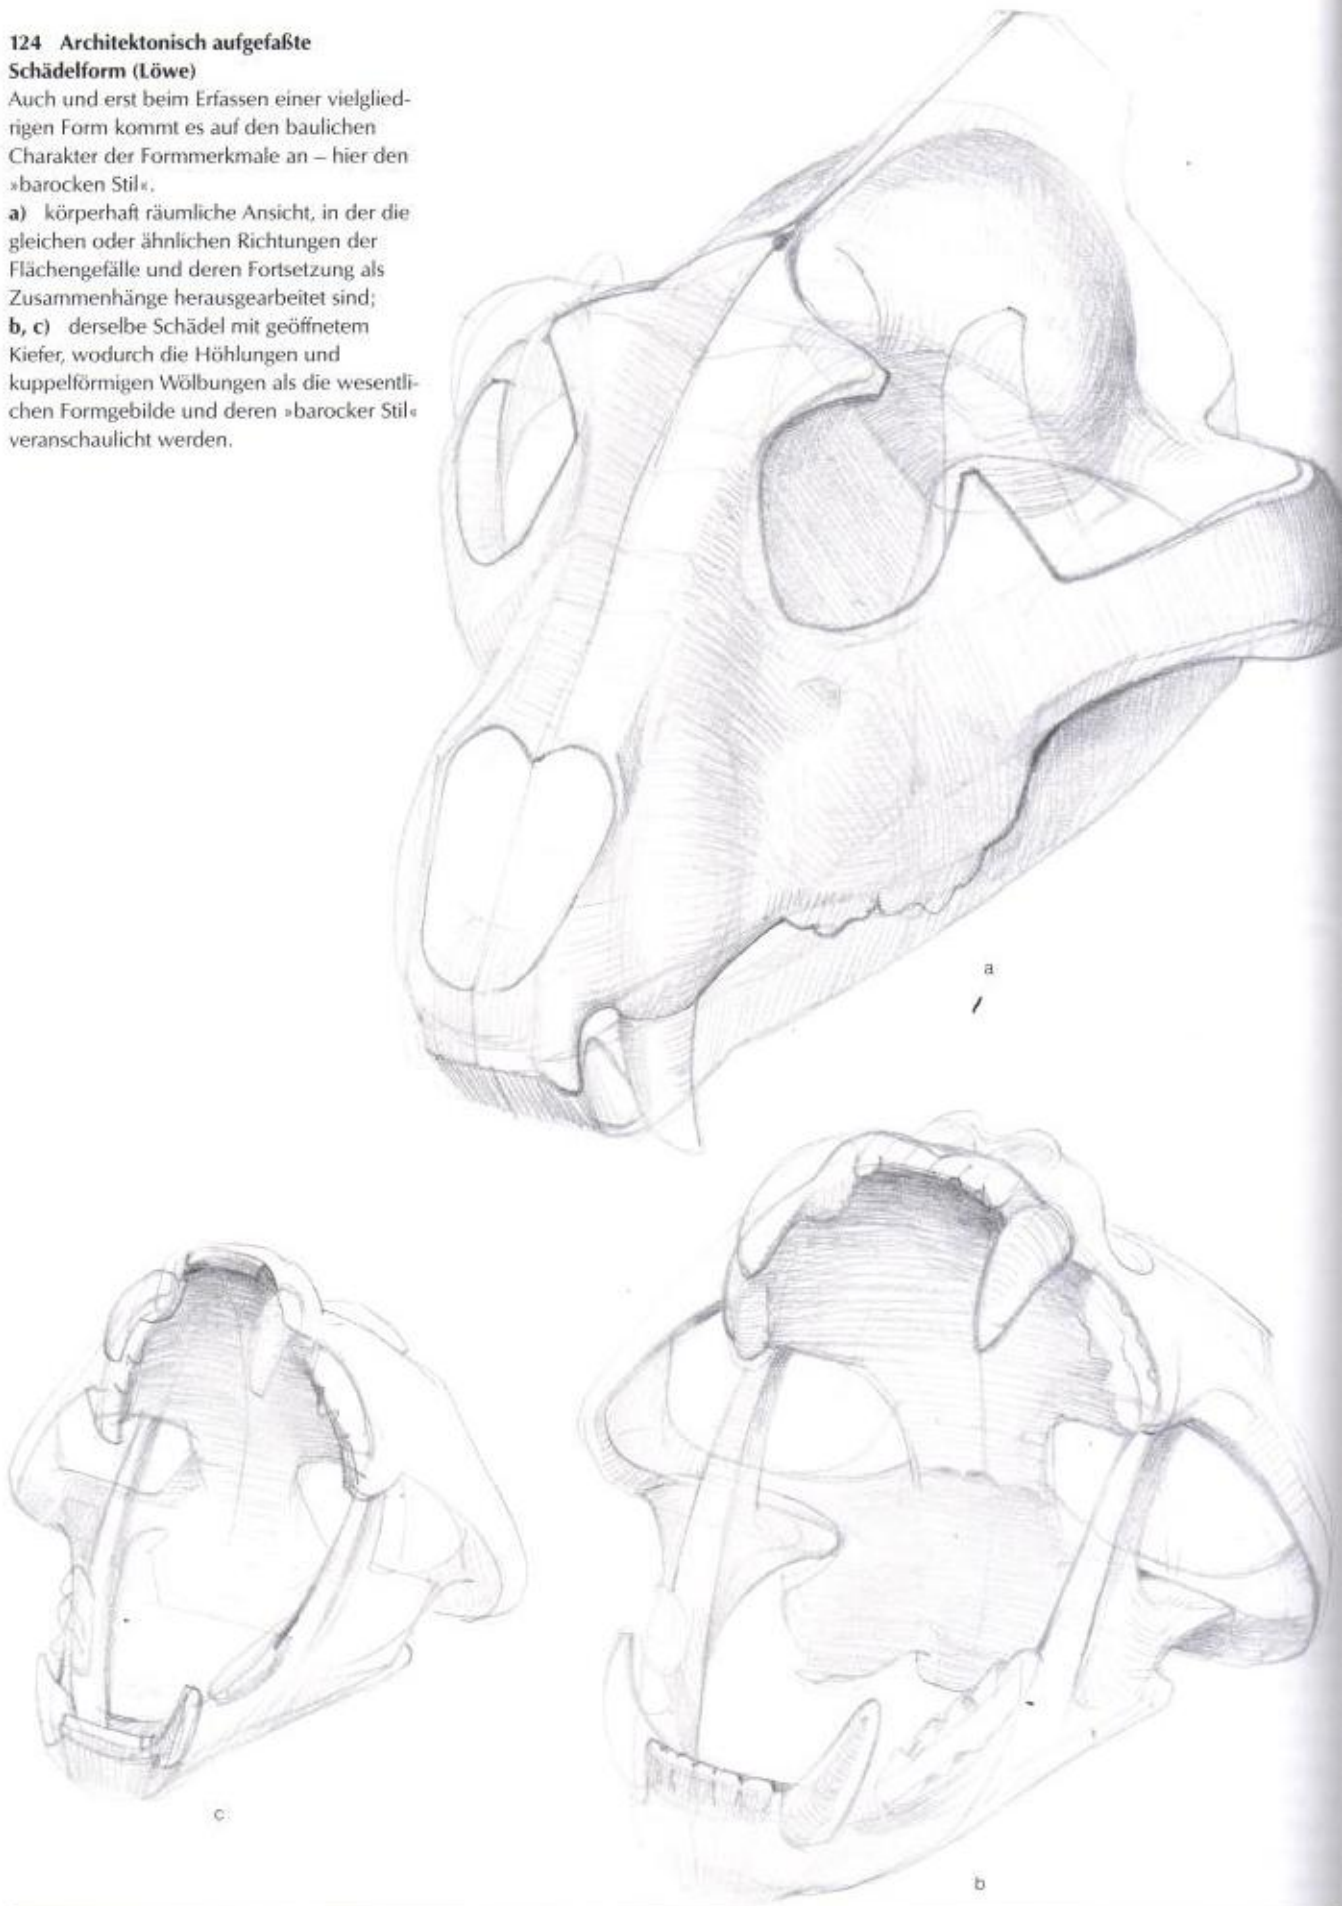 124 Architektonisch aufgefaßte
Schädelform (Löwe)
Auch und erst beim Erfassen einer vielglied-
rigen Form kommt es auf den baulichen
Charakter der Formmerkmale an – hier den
»barocken Stil«.
a) körperhaft räumliche Ansicht, in der die
gleichen oder ähnlichen Richtungen der
Flächengefälle und deren Fortsetzung als
Zusammenhänge herausgearbeitet sind;
b, c) derselbe Schädel mit geöffnetem
Kiefer, wodurch die Höhlungen und
kuppelförmigen Wölbungen als die wesentli-
chen Formgebilde und deren »barocker Stil«
veranschaulicht werden.
a
c
b